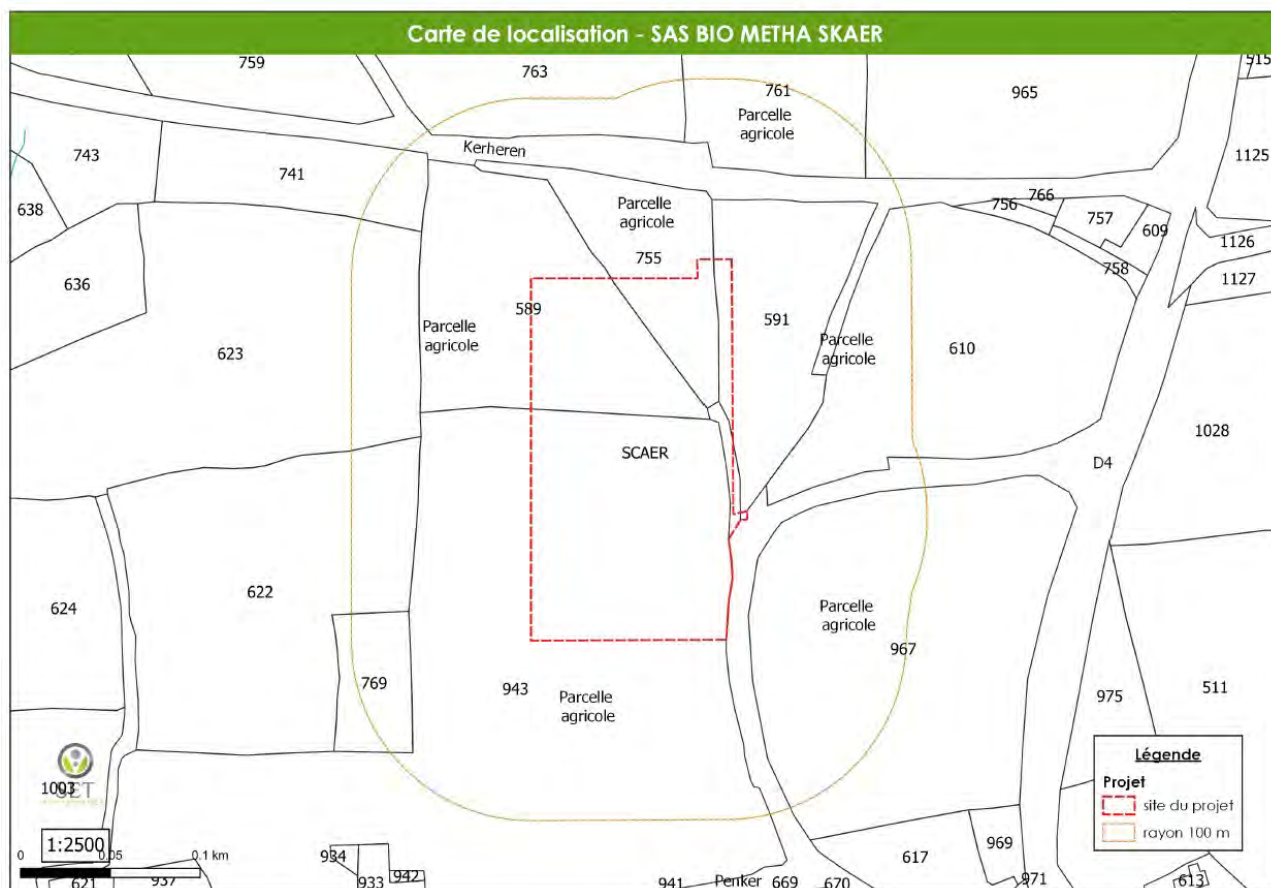 Carte de localisation - SAS BIO METHA SKAER
759
763
761
965
515
Parcelle
agricole
743
741
Kerheren
1125
638
Parcelle
agricole
766
756
757
609
1126
758
1127
636
755
589
591
623
Parcelle
agricole
Parcelle
agricole
610
1028
SCAER
D4
622
624
Parcelle
agricole
967
769
943
Parcelle
agricole
975
511
1003
Légende
Projet
site du projet
rayon 100 m
1:2500
0
0.05
0.1 km
934
617
969
621
937
933
942
941
Penker
669
670
971
613